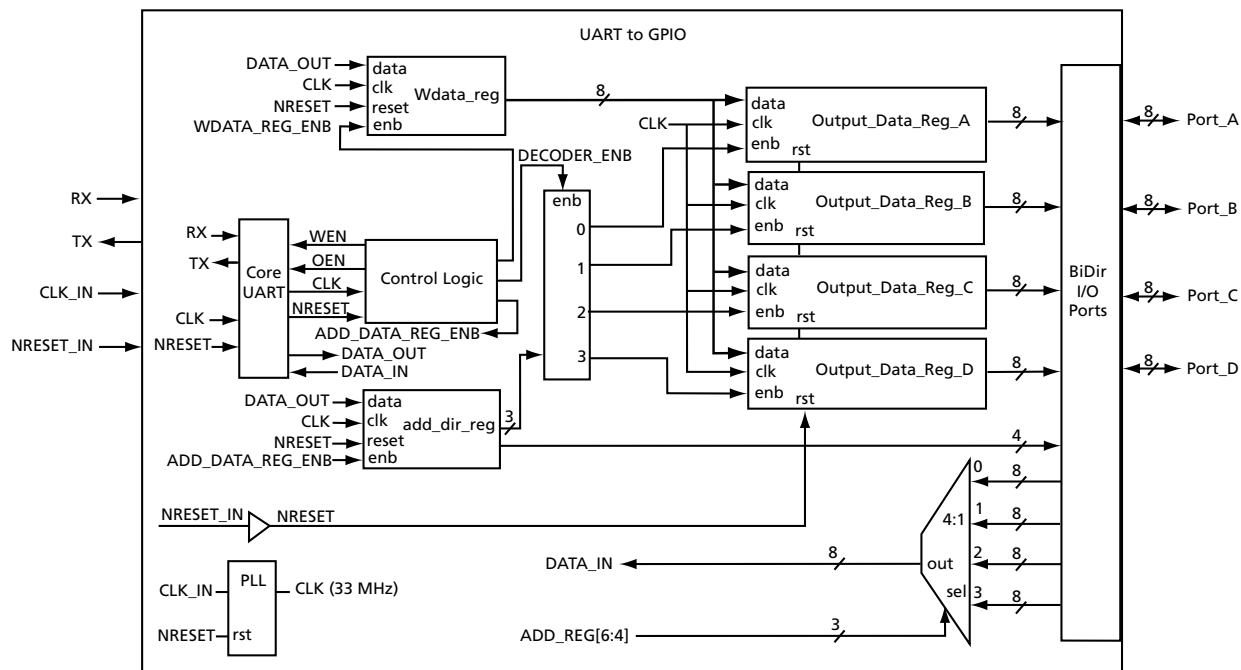 UART to GPIO
DATA_OUT
CLK
NRESET
WDATA_REG_ENB
data
clk
reset
enb
Wdata_reg
8
CLK
data
clk
enb
rst
Output_Data_Reg_A
8
8
Port_A
DECODER_ENB
enb
0
1
2
3
data
clk
enb
rst
Output_Data_Reg_B
8
8
Port_B
RX
TX
CLK_IN
NRESET_IN
RX
TX
CLK
NRESET
Core
UART
WEN
OEN
CLK
NRESET
Control Logic
ADD_DATA_REG_ENB
DATA_OUT
DATA_IN
data
clk
enb
rst
Output_Data_Reg_C
8
8
Port_C
BiDir
I/O
Ports
data
clk
enb
rst
Output_Data_Reg_D
8
8
Port_D
DATA_OUT
CLK
NRESET
ADD_DATA_REG_ENB
data
clk
reset
enb
add_dir_reg
3
4
NRESET_IN
NRESET
0
8
4:1
1
8
DATA_IN
8
out
2
8
sel
3
8
ADD_REG[6:4]
3
CLK_IN
NRESET
PLL
rst
CLK (33 MHz)